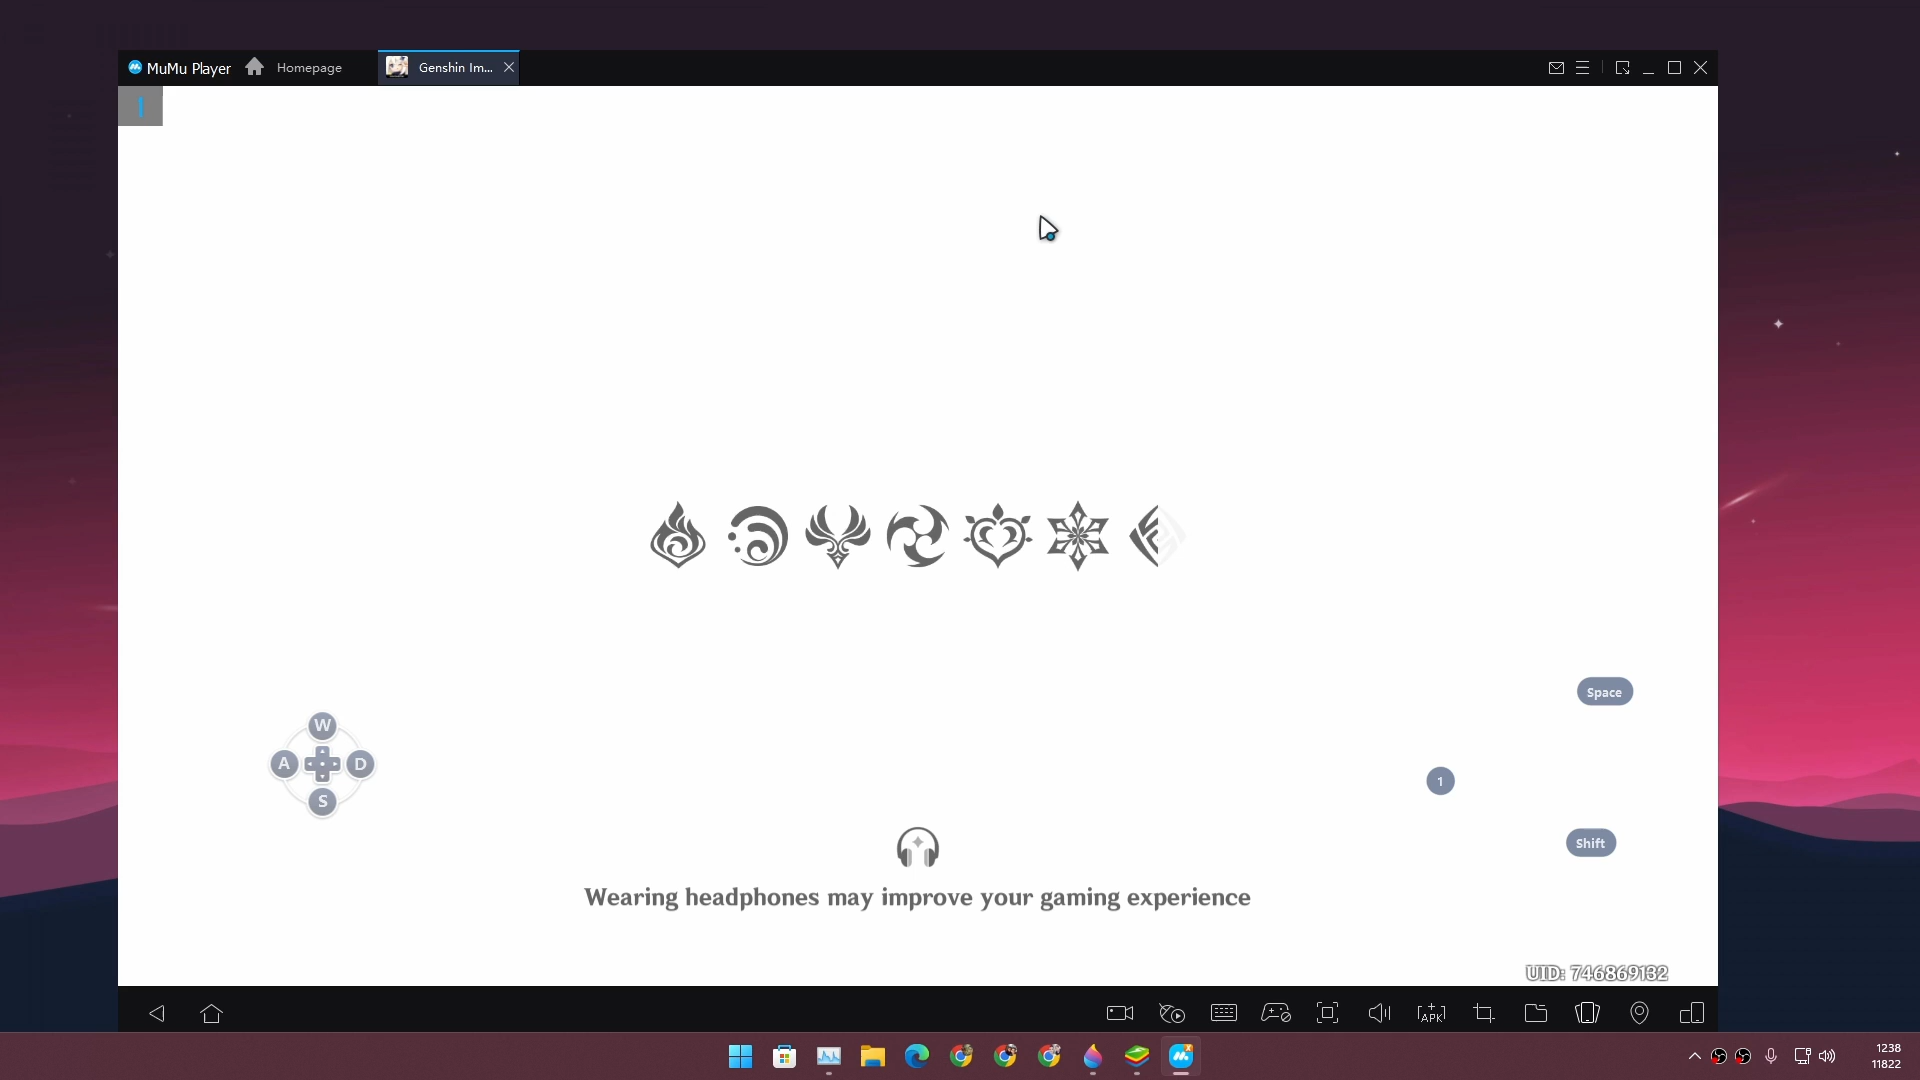 MuMu Player
Homepage
Genshin Im...
W
A
D
S
Space
1
Shift
Wearing headphones may improve your gaming experience
UID: 746869132
APK
1238
11822